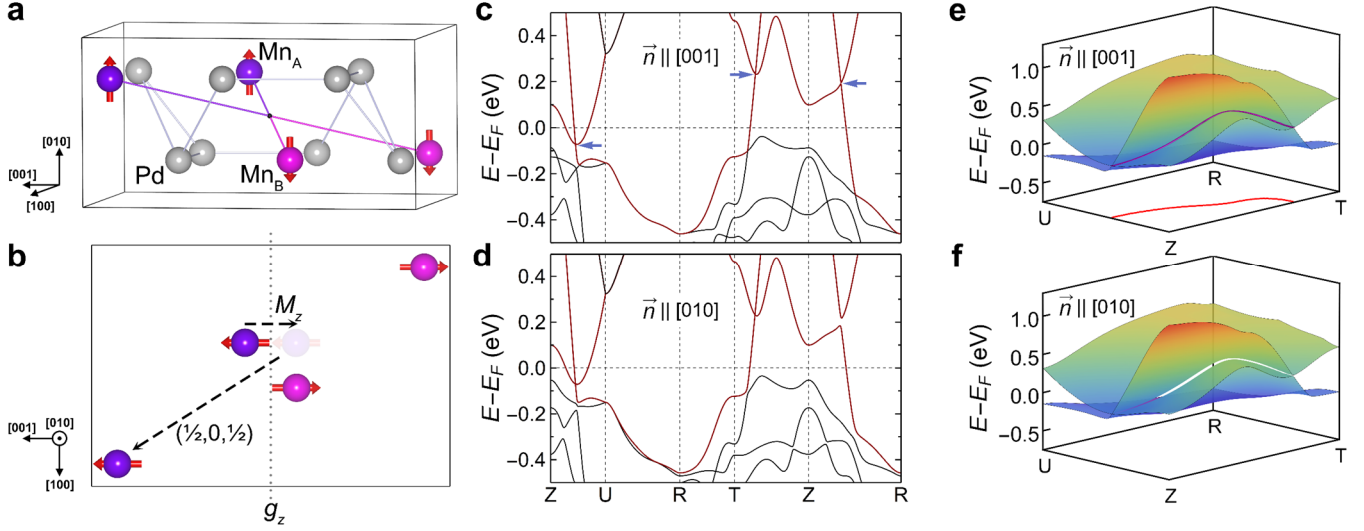 a
Mn_A
[010]
[001]
[100]
Pd
Mn_B
b
M_z
[001]
[010]
[100]
(½,0,½)
g_z
c
E−E_F (eV)
0.4
0.2
0.0
−0.2
−0.4
n⃗ || [001]
d
E−E_F (eV)
0.4
0.2
0.0
−0.2
−0.4
n⃗ || [010]
Z U R T Z R
e
n⃗ || [001]
E−E_F (eV)
1.0
0.5
0.0
−0.5
U
R
T
Z
f
n⃗ || [010]
E−E_F (eV)
1.0
0.5
0.0
−0.5
U
R
T
Z